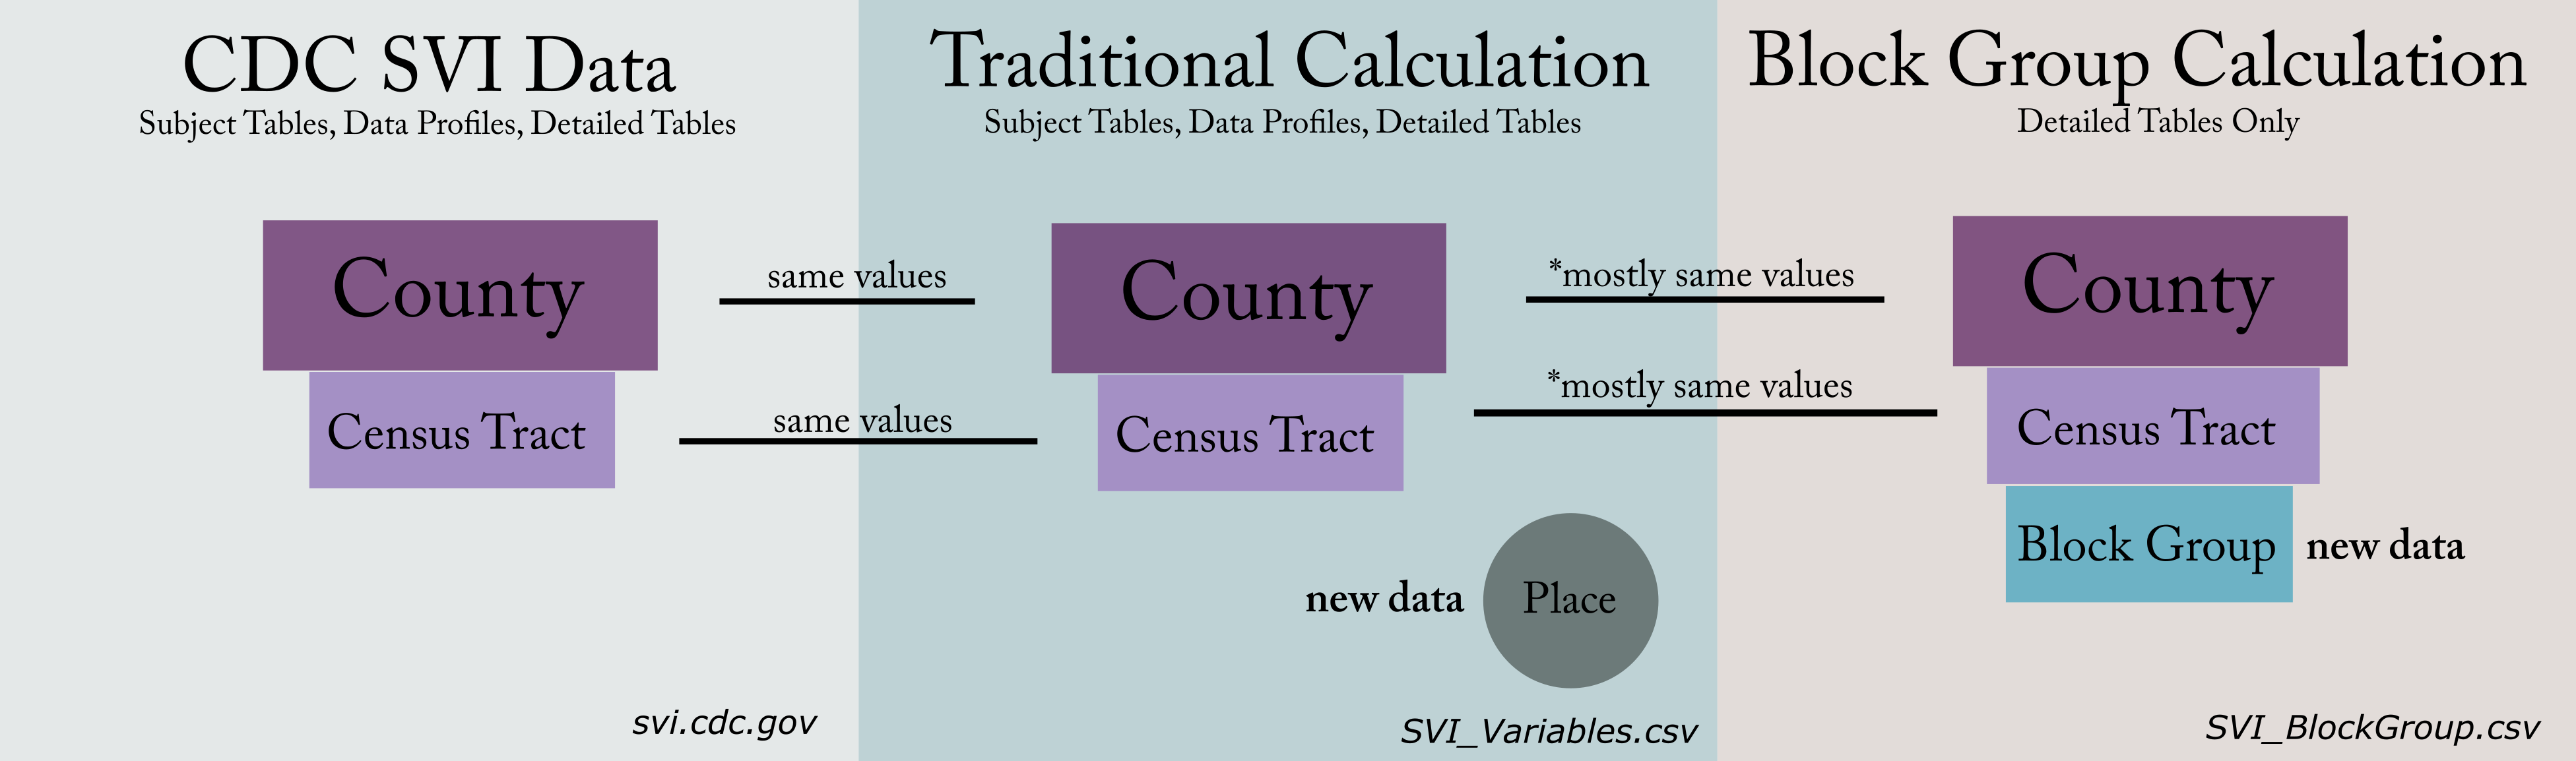 CDC SVI Data
Subject Tables, Data Profiles, Detailed Tables
County
Census Tract
svi.cdc.gov
same values
same values
Traditional Calculation
Subject Tables, Data Profiles, Detailed Tables
County
Census Tract
new data
Place
SVI_Variables.csv
*mostly same values
*mostly same values
Block Group Calculation
Detailed Tables Only
County
Census Tract
Block Group
new data
SVI_BlockGroup.csv